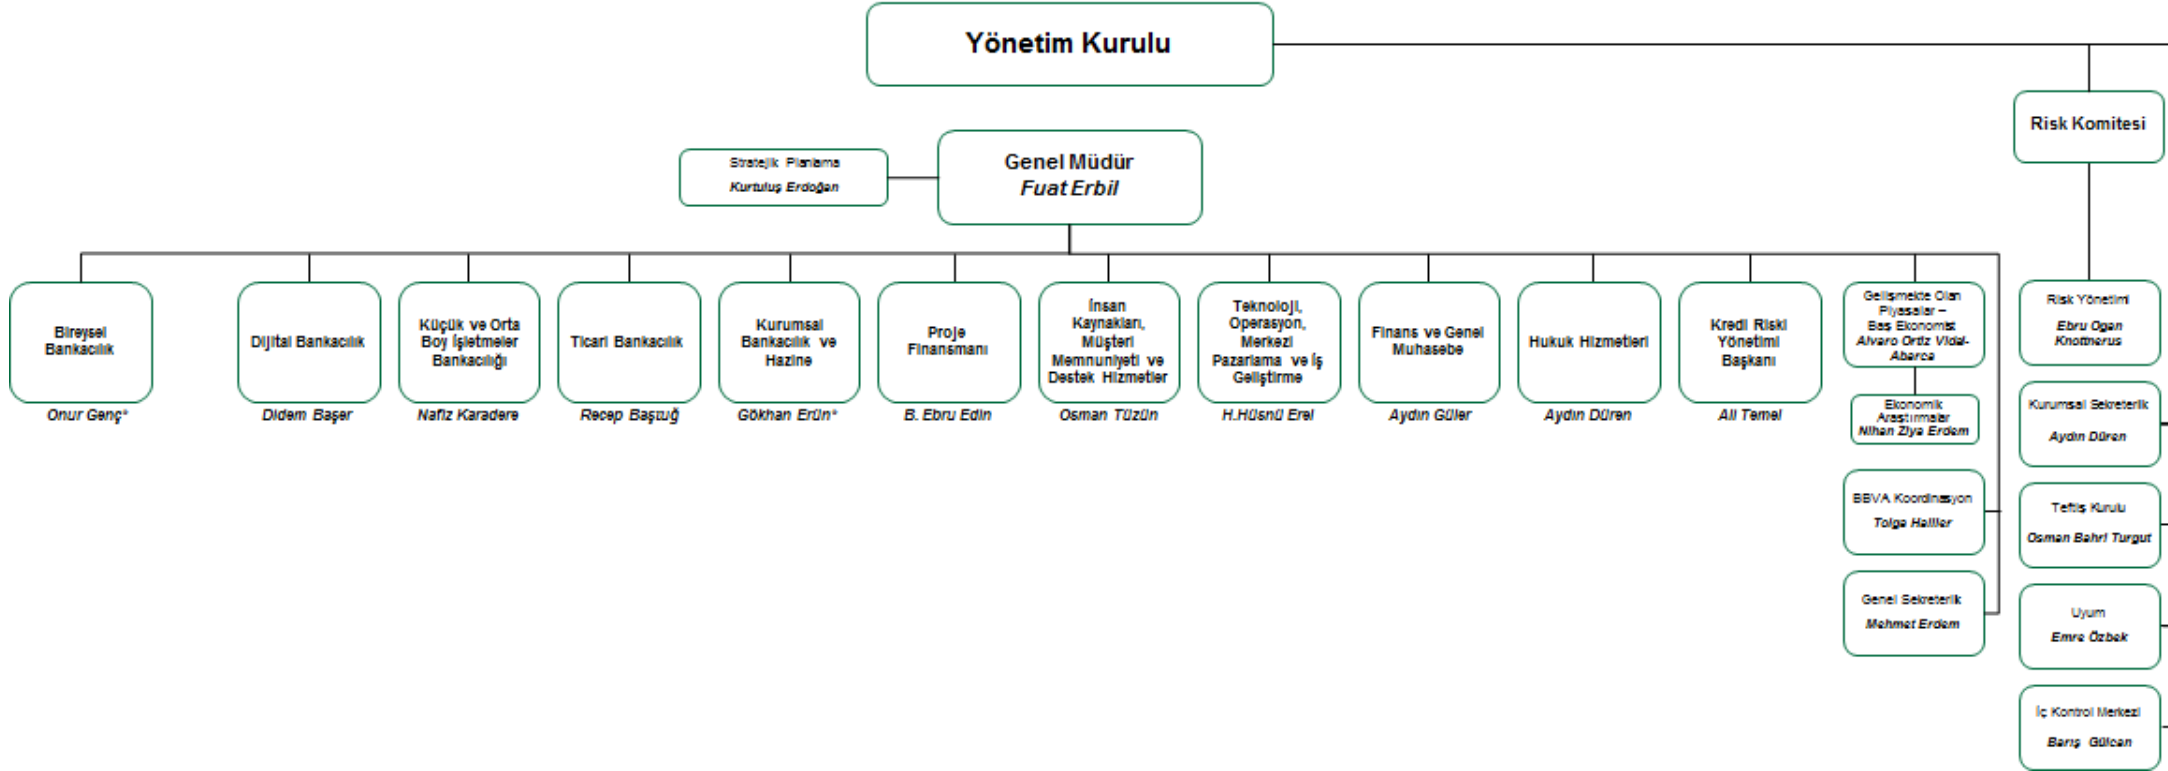 Yönetim Kurulu
Risk Komitesi
Genel Müdür
Fuat Erbil
Stratejik Planlama
Kurtuluş Erdoğan
Bireysel
Bankacılık
Onur Genç*
Dijital Bankacılık
Didem Başer
Küçük ve Orta
Boy İşletmeler
Bankacılığı
Nafiz Karadere
Ticari Bankacılık
Recep Baştuğ
Kurumsal
Bankacılık ve
Hazine
Gökhan Erün*
Proje
Finansmanı
B. Ebru Edin
İnsan
Kaynakları,
Müşteri
Memnuniyeti ve
Destek Hizmetler
Osman Tüzün
Teknoloji,
Operasyon,
Merkezi
Pazarlama ve İş
Geliştirme
H.Hüsnü Erel
Finans ve Genel
Muhasebe
Aydın Güler
Hukuk Hizmetleri
Aydın Düren
Kredi Riski
Yönetimi
Başkanı
Ali Temel
Gelişmekte Olan
Piyasalar –
Baş Ekonomist
Alvaro Ortiz Vidal-
Abarca
Ekonomik
Araştırmalar
Nihan Ziya Erdem
BBVA Koordinasyon
Tolga Haliler
Genel Sekreterlik
Mehmet Erdem
Risk Yönetimi
Ebru Ogan
Knottnerus
Kurumsal Sekreterlik
Aydın Düren
Teftiş Kurulu
Osman Bahri Turgut
Uyum
Emre Özbek
İç Kontrol Merkezi
Barış Gülcan